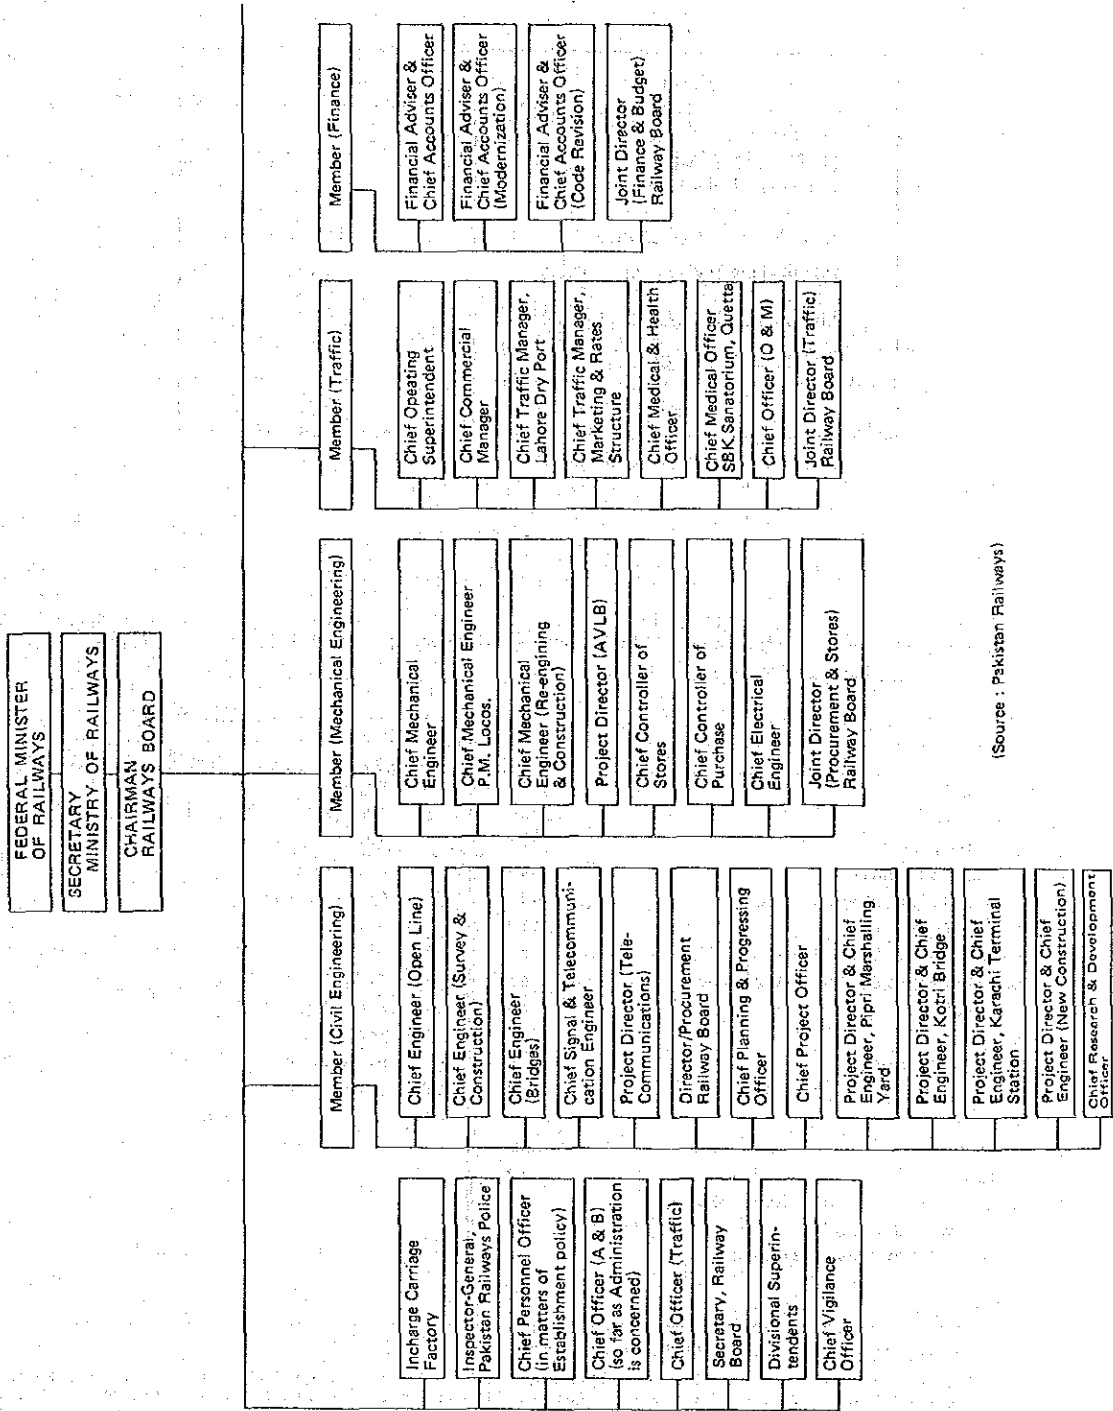 FEDERAL MINISTER
OF RAILWAYS
SECRETARY
MINISTRY OF RAILWAYS
CHAIRMAN
RAILWAYS BOARD
Incharge Carriage
Factory
Inspector-General,
Pakistan Railways Police
Chief Personnel Officer
(in matters of
Establishment policy)
Chief Officer (A & B)
(so far as Administration
is concerned)
Chief Officer (Traffic)
Secretary, Railway
Board
Divisional Superin-
tendents
Chief Vigilance
Officer
Member (Civil Engineering)
Chief Engineer (Open Line)
Chief Engineer (Survey &
Construction)
Chief Engineer
(Bridges)
Chief Signal & Telecommuni-
cation Engineer
Project Director (Tele-
Communications)
Director/Procurement
Railway Board
Chief Planning & Progressing
Officer
Chief Project Officer
Project Director & Chief
Engineer, Pipri Marshalling
Yard
Project Director & Chief
Engineer, Kotri Bridge
Project Director & Chief
Engineer, Karachi Terminal
Station
Project Director & Chief
Engineer (New Construction)
Chief Research & Development
Officer
Member (Mechanical Engineering)
Chief Mechanical
Engineer
Chief Mechanical Engineer
P.M. Locos.
Chief Mechanical
Engineer (Re-engining
& Construction)
Project Director (AVLB)
Chief Controller of
Stores
Chief Controller of
Purchase
Chief Electrical
Engineer
Joint Director
(Procurement & Stores)
Railway Board
Member (Traffic)
Chief Opeating
Superintendent
Chief Commercial
Manager
Chief Traffic Manager,
Lahore Dry Port
Chief Traffic Manager,
Marketing & Rates
Structure
Chief Medical & Health
Officer
Chief Medical Officer
SBK Sanatorium, Quetta
Chief Officer (O & M)
Joint Director (Traffic)
Railway Board
Member (Finance)
Financial Adviser &
Chief Accounts Officer
Financial Adviser &
Chief Accounts Officer
(Modernization)
Financial Adviser &
Chief Accounts Officer
(Code Revision)
Joint Director
(Finance & Budget)
Railway Board
(Source : Pakistan Railways)